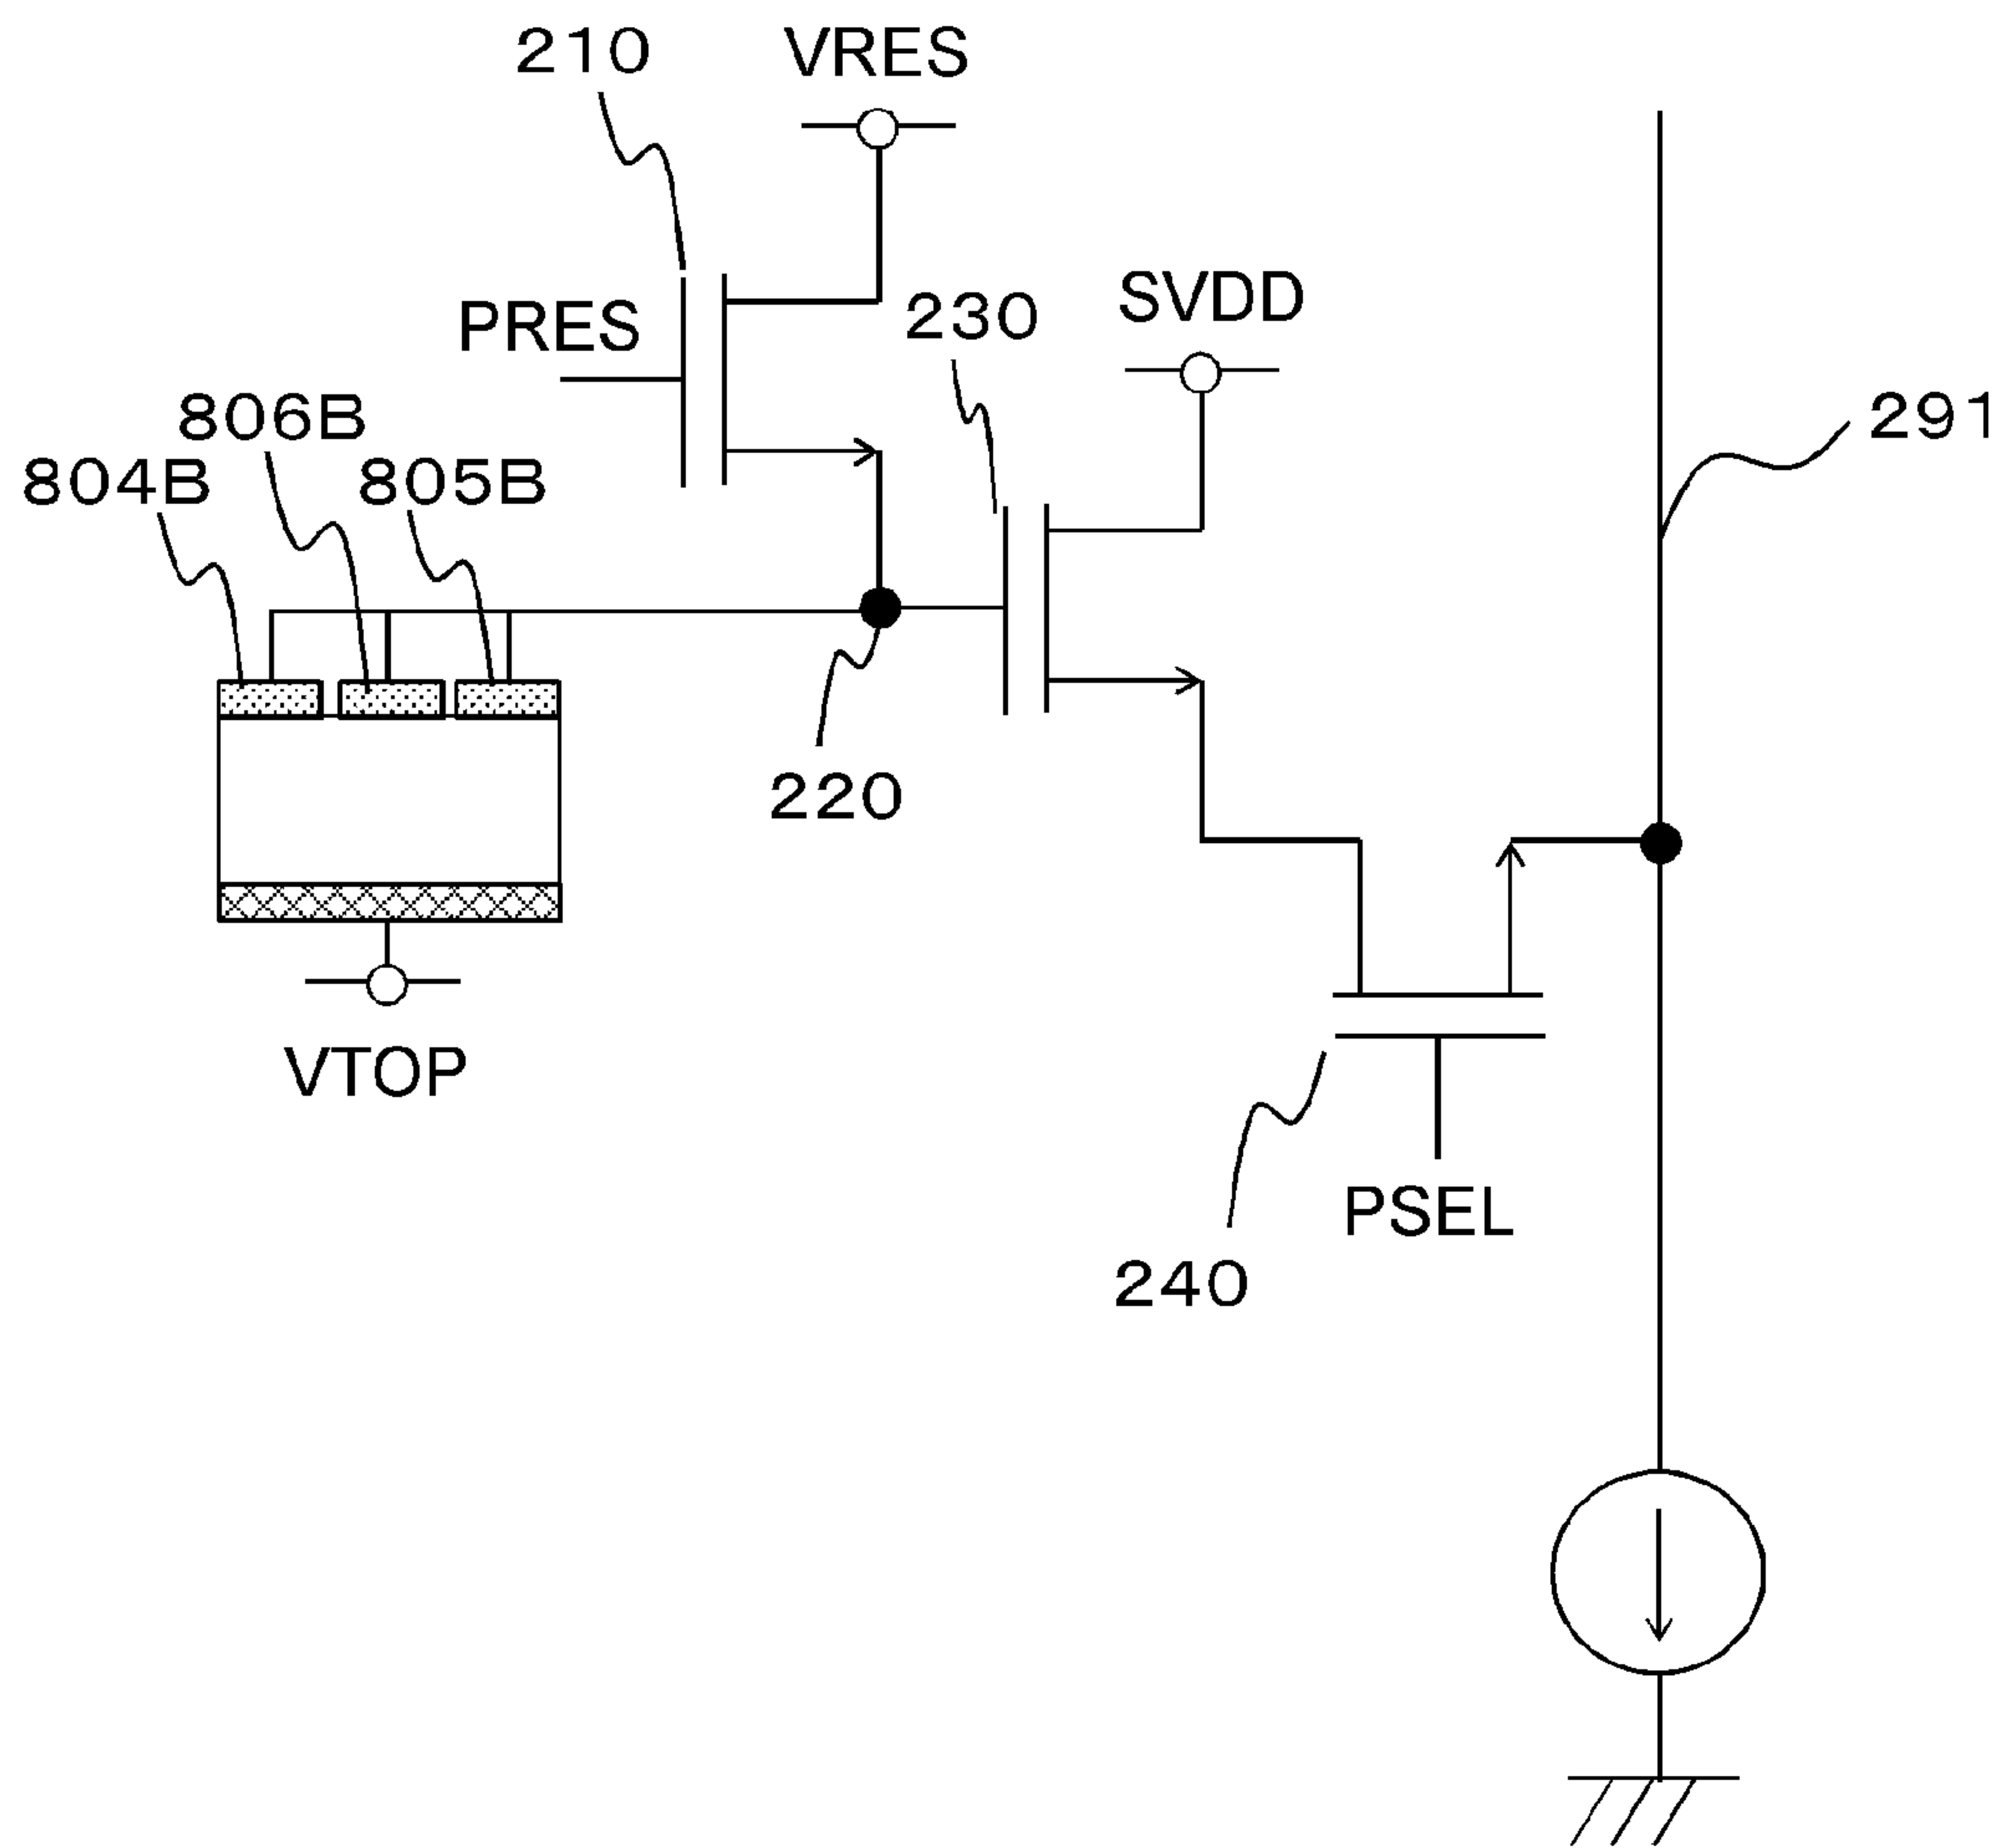 210
VRES
PRES
230
SVDD
806B
804B
805B
291
220
VTOP
PSEL
240